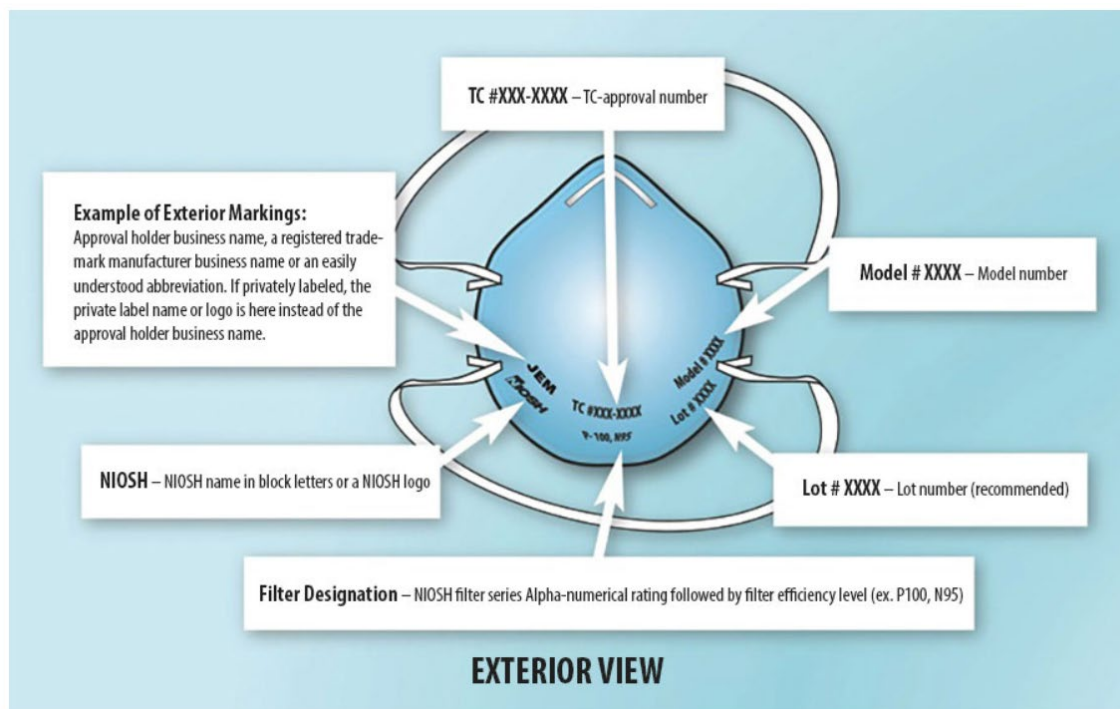 TC #XXX-XXXX – TC-approval number
Example of Exterior Markings:
Approval holder business name, a registered trade-
mark manufacturer business name or an easily
understood abbreviation. If privately labeled, the
private label name or logo is here instead of the
approval holder business name.
Model # XXXX – Model number
JEM
NIOSH
TC #XXX-XXXX
P-100, N95
Model # XXXX
Lot # XXXX
NIOSH – NIOSH name in block letters or a NIOSH logo
Lot # XXXX – Lot number (recommended)
Filter Designation – NIOSH filter series Alpha-numerical rating followed by filter efficiency level (ex. P100, N95)
EXTERIOR VIEW